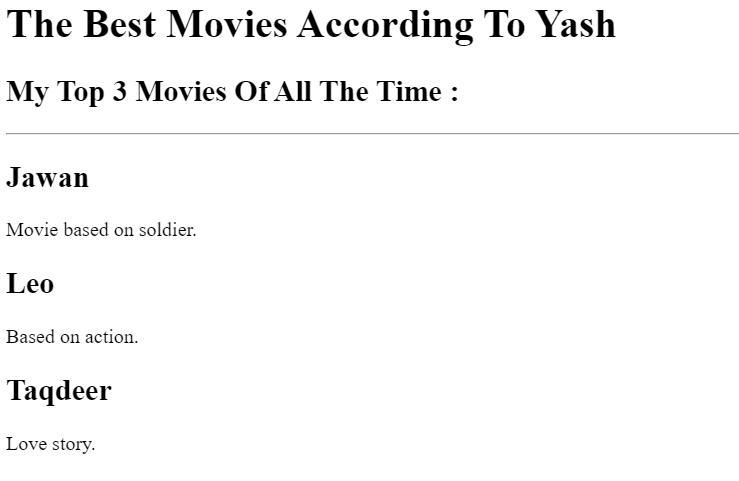 The Best Movies According To Yash
My Top 3 Movies Of All The Time :
Jawan
Movie based on soldier.
Leo
Based on action.
Taqdeer
Love story.